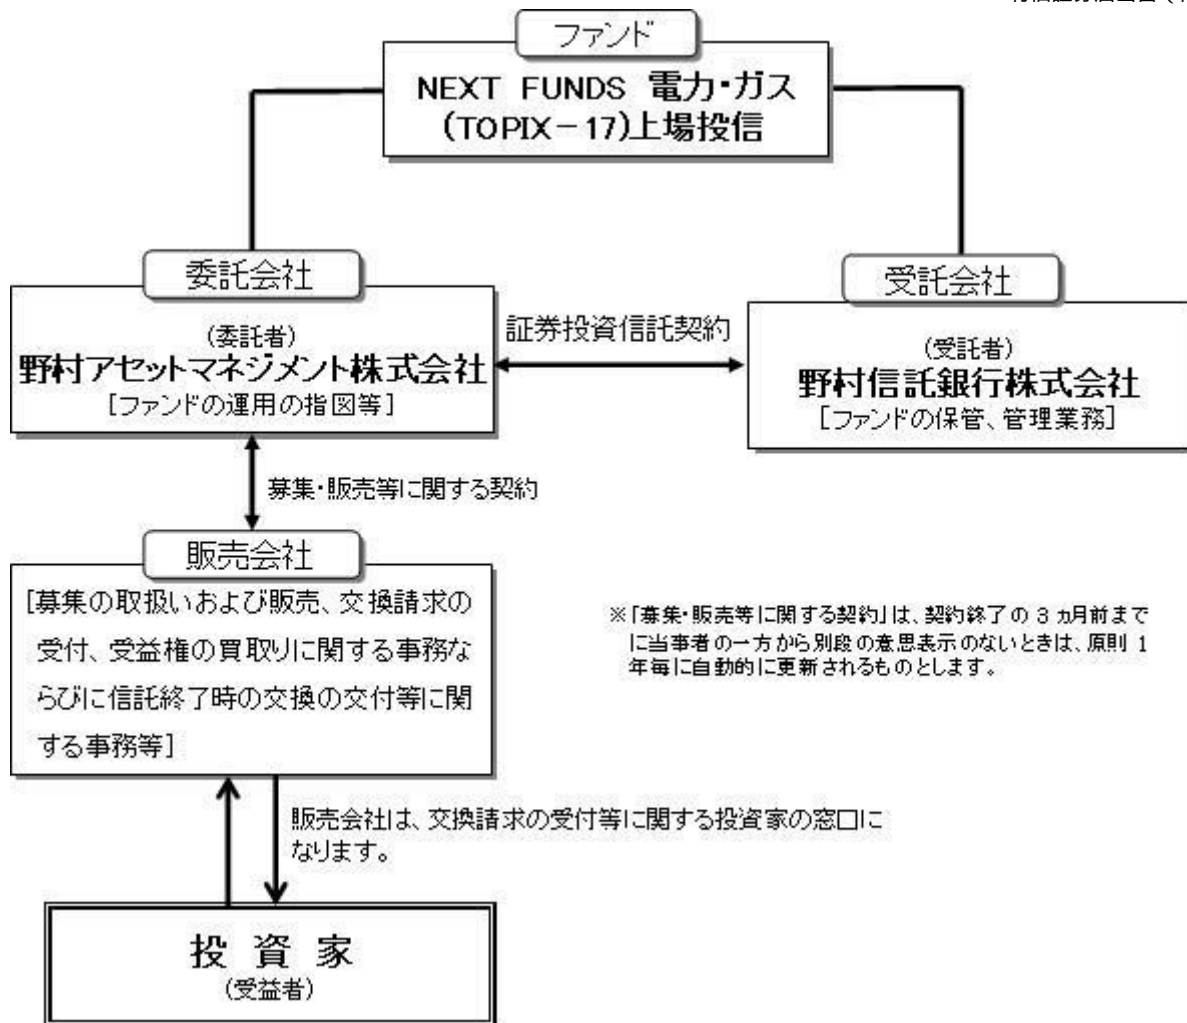 ファンド
NEXT FUNDS 電力・ガス
(TOPIX－17)上場投信
委託会社
(委託者)
野村アセットマネジメント株式会社
[ファンドの運用の指図等]
証券投資信託契約
受託会社
(受託者)
野村信託銀行株式会社
[ファンドの保管、管理業務]
募集・販売等に関する契約
販売会社
[募集の取扱いおよび販売、交換請求の
受付、受益権の買取りに関する事務な
らびに信託終了時の交換の交付等に関
する事務等]
※「募集・販売等に関する契約」は、契約終了の 3 ヵ月前まで
に当事者の一方から別段の意思表示のないときは、原則 1
年毎に自動的に更新されるものとします。
販売会社は、交換請求の受付等に関する投資家の窓口に
なります。
投資家
(受益者)